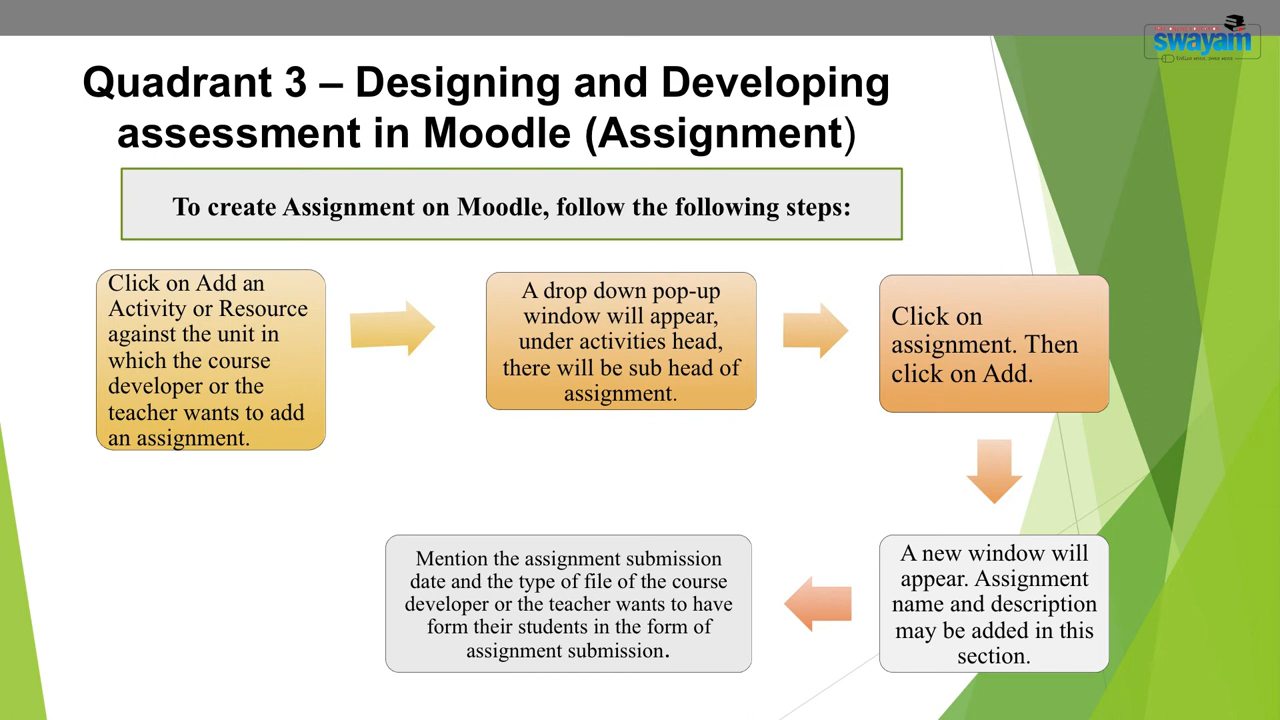 swayam
Quadrant 3 – Designing and Developing
assessment in Moodle (Assignment)
To create Assignment on Moodle, follow the following steps:
Click on Add an
Activity or Resource
against the unit in
which the course
developer or the
teacher wants to add
an assignment.
A drop down pop-up
window will appear,
under activities head,
there will be sub head of
assignment.
Click on
assignment. Then
click on Add.
A new window will
appear. Assignment
name and description
may be added in this
section.
Mention the assignment submission
date and the type of file of the course
developer or the teacher wants to have
form their students in the form of
assignment submission.